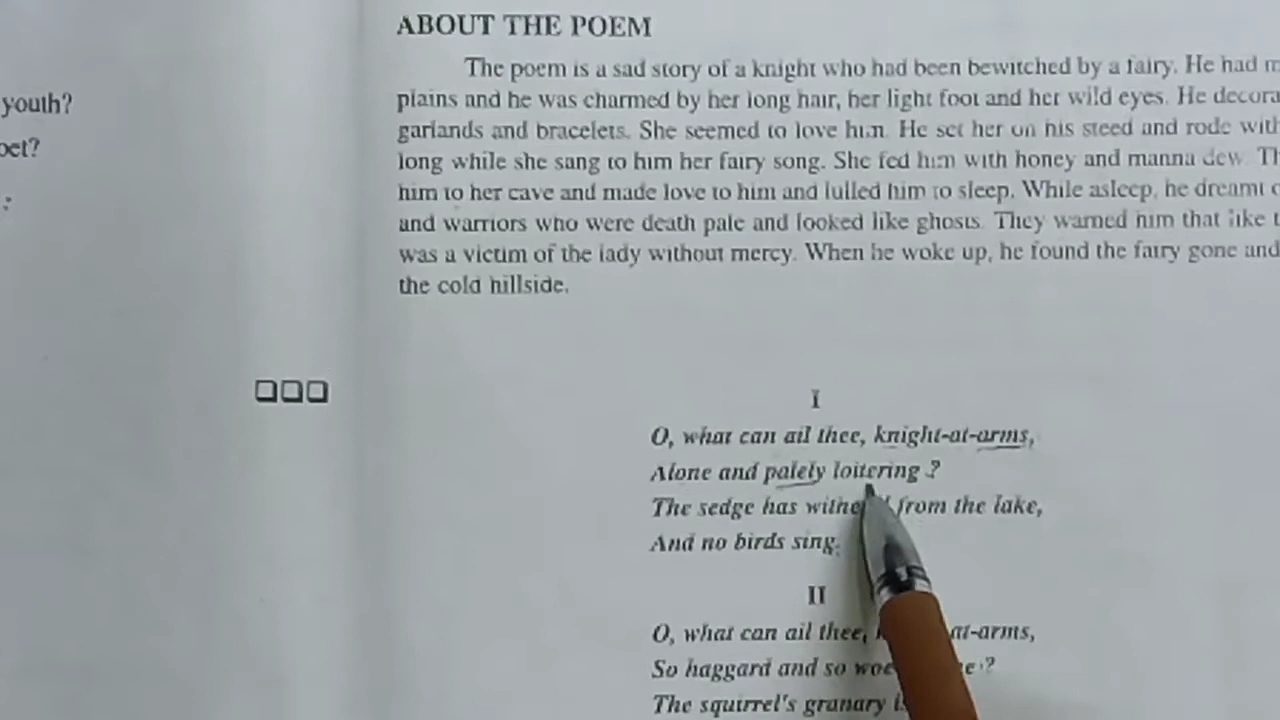 youth?
oet?
:
ABOUT THE POEM
The poem is a sad story of a knight who had been bewitched by a fairy. He had m
plains and he was charmed by her long hair, her light foot and her wild eyes. He decora
garlands and bracelets. She seemed to love him. He set her on his steed and rode with
long while she sang to him her fairy song. She fed him with honey and manna dew. Th
him to her cave and made love to him and lulled him to sleep. While asleep, he dreamt
and warriors who were death pale and looked like ghosts. They warned him that like t
was a victim of the lady without mercy. When he woke up, he found the fairy gone and
the cold hillside.
I
O, what can ail thee, knight-at-arms,
Alone and palely loitering ?
The sedge has withe from the lake,
And no birds sing.
II
O, what can ail thee, at-arms,
So haggard and so woe e ?
The squirrel's granary i